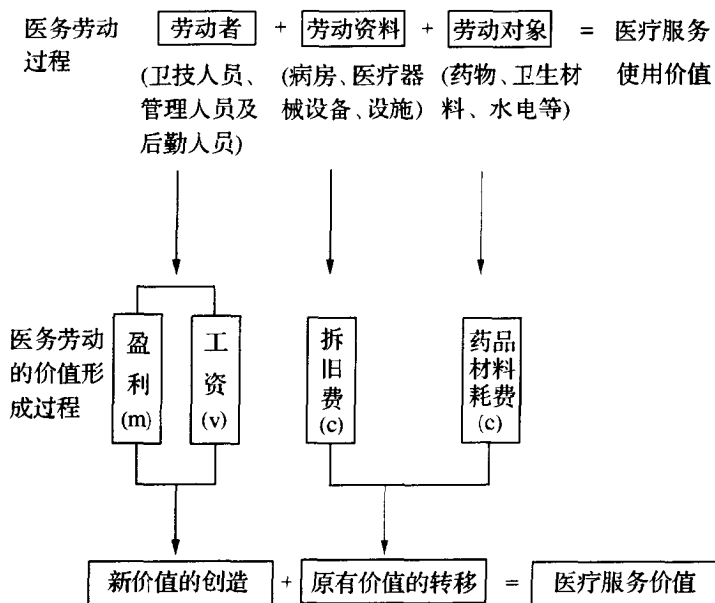 医务劳动 劳动者 + 劳动资料 + 劳动对象 = 医疗服务
过程 使用价值
(卫技人员、
管理人员及
后勤人员)
(病房、医疗器
械设备、设施)
(药物、卫生材
料、水电等)
医务劳动
的价值形
成过程
盈利(m)
工资(v)
拆旧费(c)
药品
材料
耗费
(c)
新价值的创造 + 原有价值的转移 = 医疗服务价值